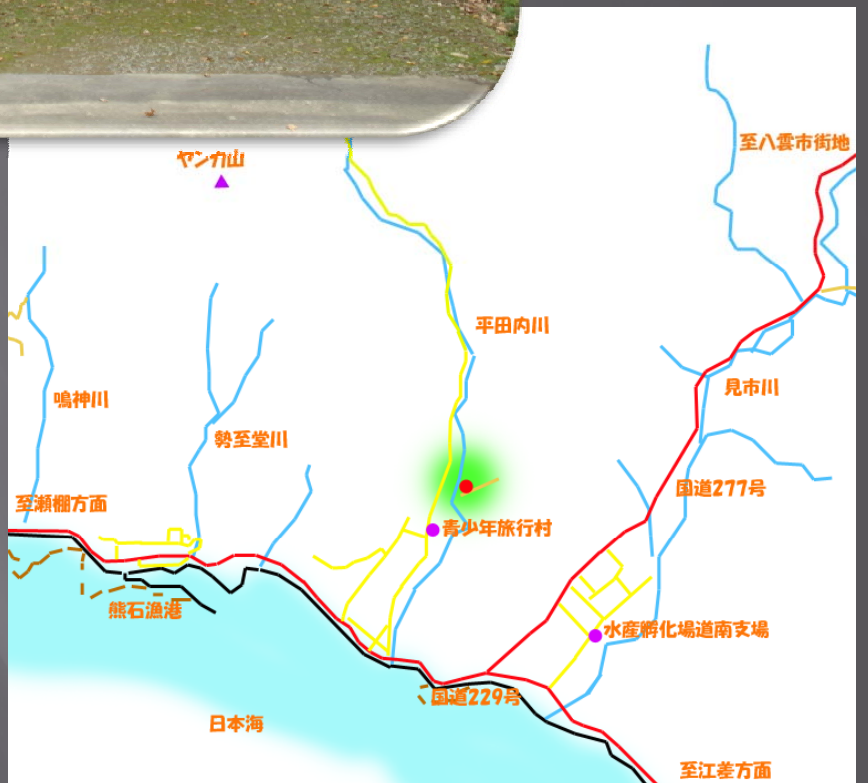 至八雲市街地
ヤンカ山
平田内川
見市川
鳴神川
勢至堂川
国道277号
至瀬棚方面
青少年旅行村
熊石漁港
水産孵化場道南支場
国道229号
日本海
至江差方面